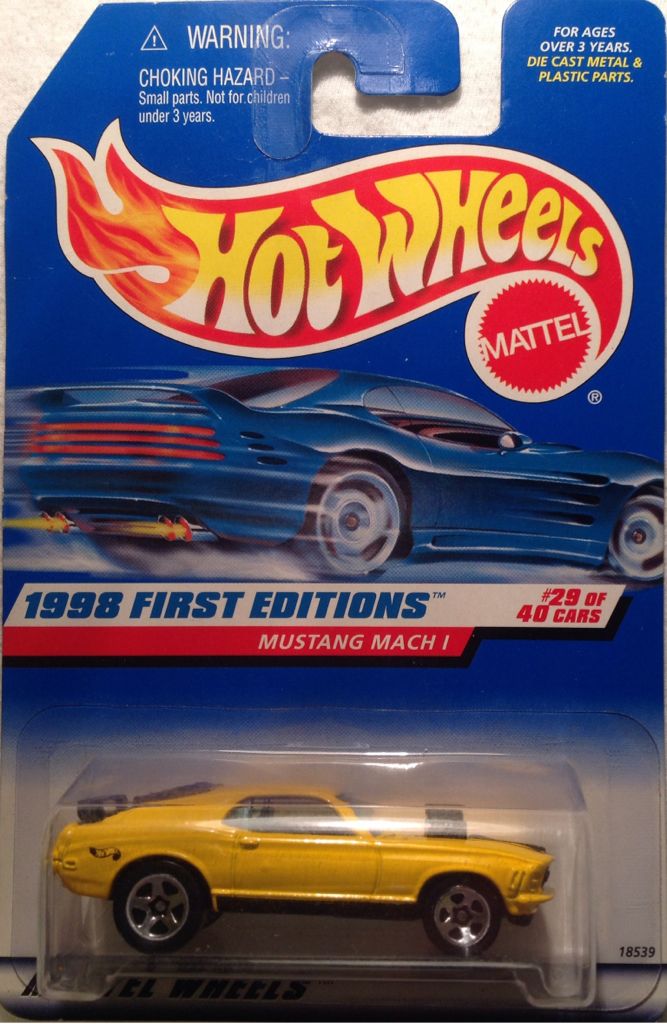 WARNING:
CHOKING HAZARD –
Small parts. Not for children
under 3 years.
FOR AGES
OVER 3 YEARS.
DIE CAST METAL &
PLASTIC PARTS.
HOT WHEELS
MATTEL
®
1998 FIRST EDITIONS™
#29 OF
40 CARS
MUSTANG MACH I
18539
WHEELS